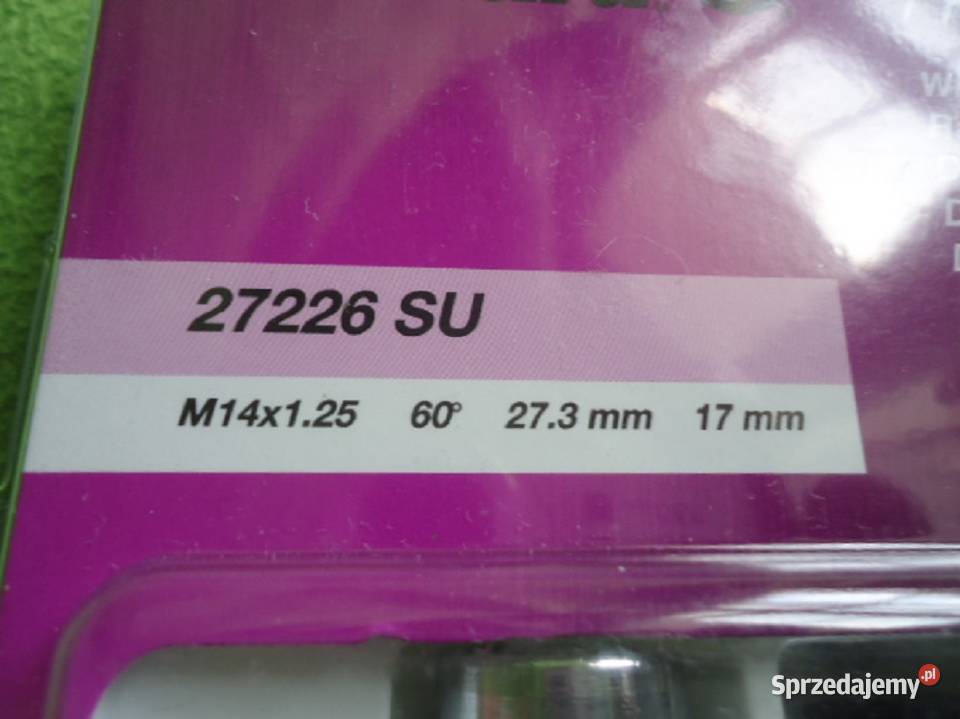 27226 SU
M14x1.25 60° 27.3 mm 17 mm
Sprzedajemy.pl